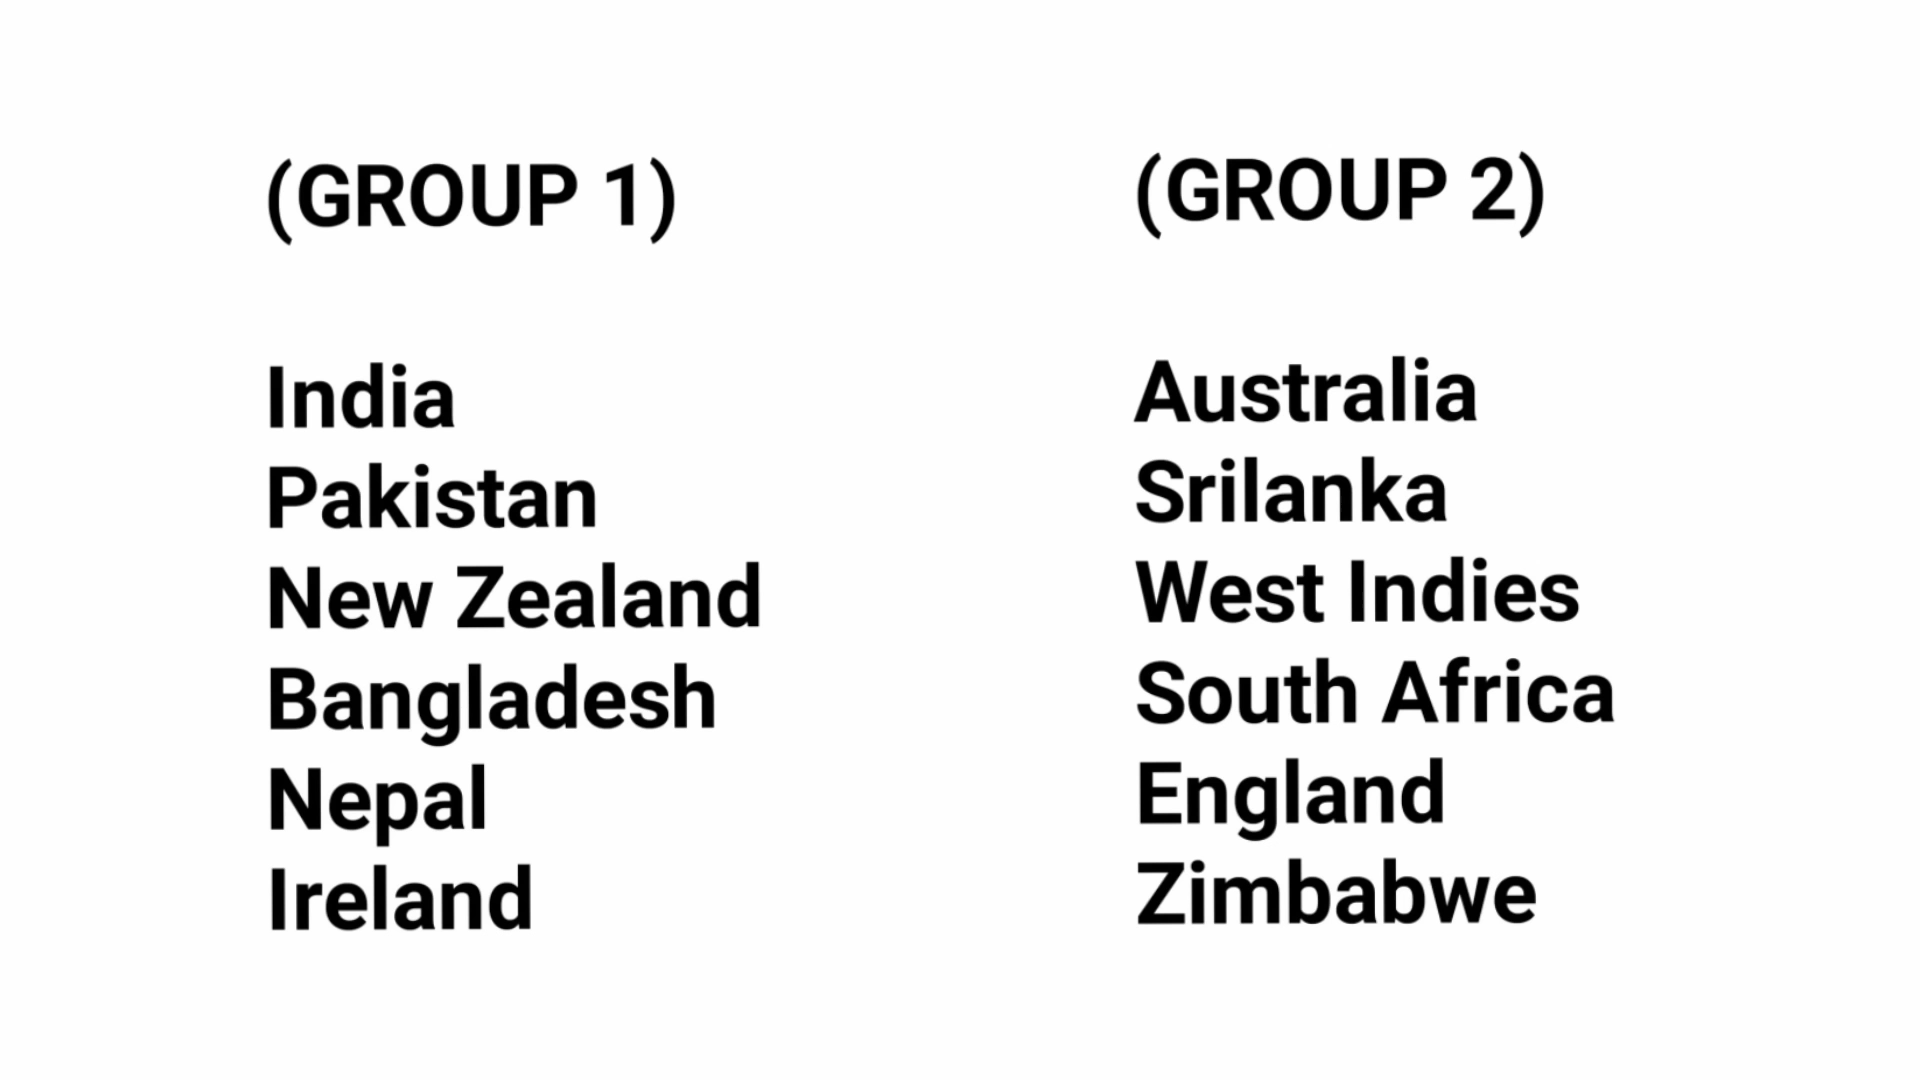 (GROUP 1)
India
Pakistan
New Zealand
Bangladesh
Nepal
Ireland
(GROUP 2)
Australia
Srilanka
West Indies
South Africa
England
Zimbabwe